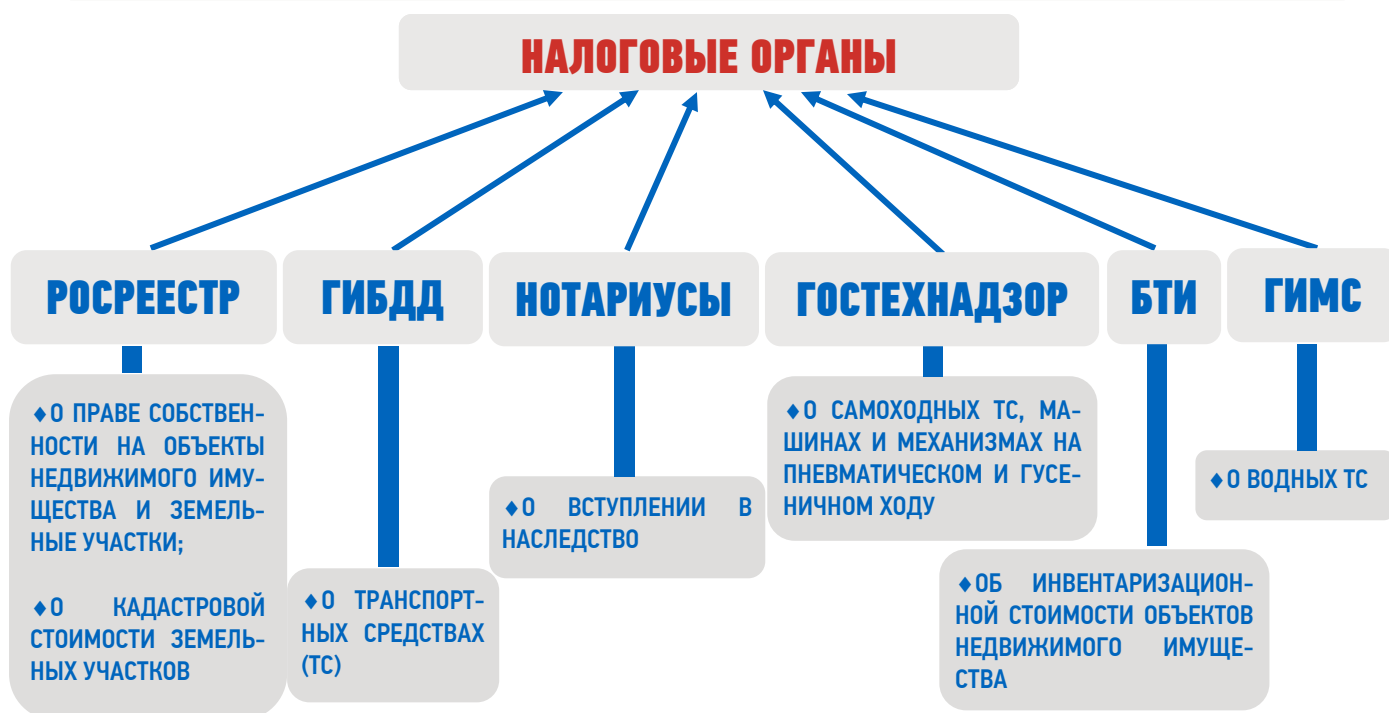 НАЛОГОВЫЕ ОРГАНЫ
РОСРЕЕСТР
ГИБДД
НОТАРИУСЫ
ГОСТЕХНАДЗОР
БТИ
ГИМС
♦О ПРАВЕ СОБСТВЕН-
НОСТИ НА ОБЪЕКТЫ
НЕДВИЖИМОГО ИМУ-
ЩЕСТВА И ЗЕМЕЛЬ-
НЫЕ УЧАСТКИ;
♦О КАДАСТРОВОЙ
СТОИМОСТИ ЗЕМЕЛЬ-
НЫХ УЧАСТКОВ
♦О ТРАНСПОРТ-
НЫХ СРЕДСТВАХ
(ТС)
♦О ВСТУПЛЕНИИ В
НАСЛЕДСТВО
♦О САМОХОДНЫХ ТС, МА-
ШИНАХ И МЕХАНИЗМАХ НА
ПНЕВМАТИЧЕСКОМ И ГУСЕ-
НИЧНОМ ХОДУ
♦ОБ ИНВЕНТАРИЗАЦИОН-
НОЙ СТОИМОСТИ ОБЪЕКТОВ
НЕДВИЖИМОГО ИМУЩЕ-
СТВА
♦О ВОДНЫХ ТС